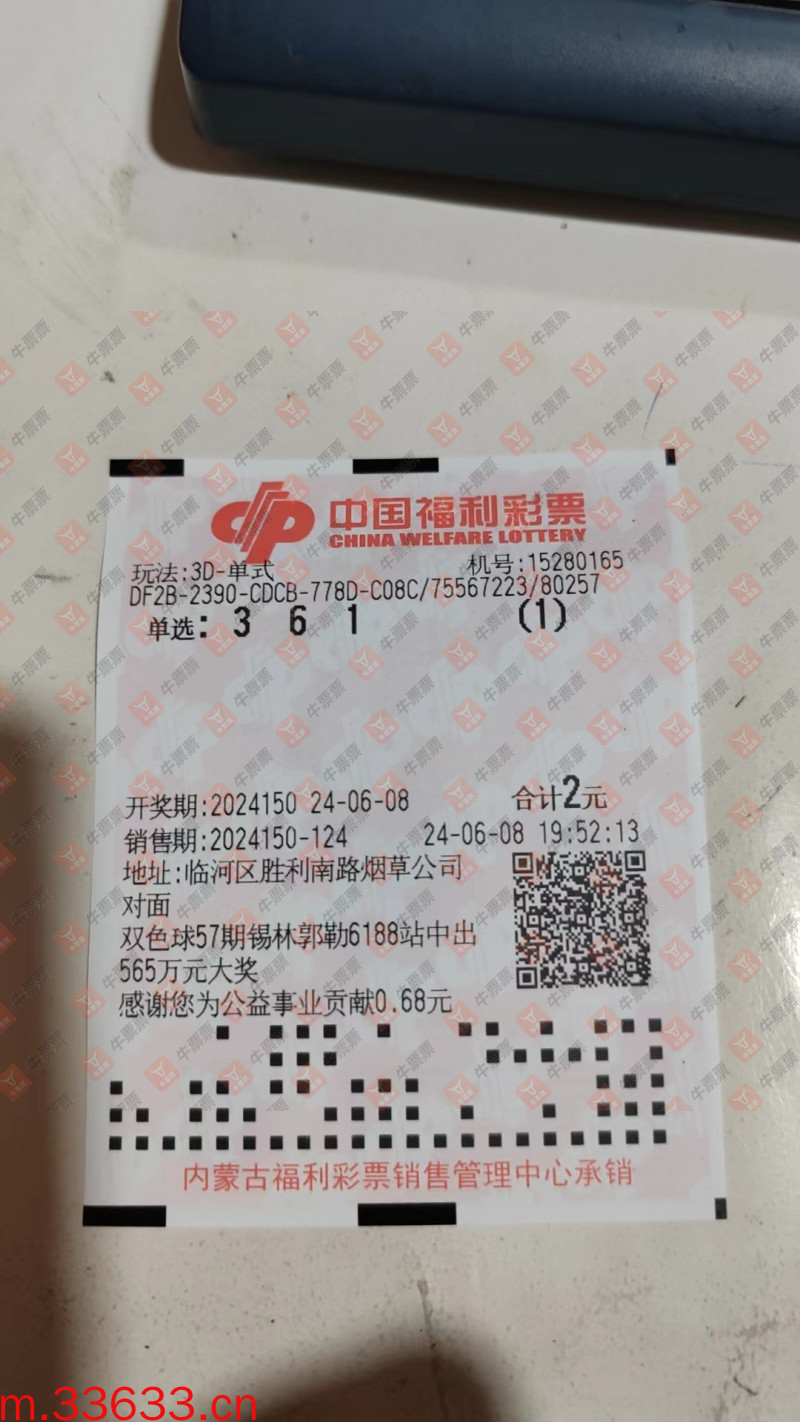 中国福利彩票
CHINA WELFARE LOTTERY
玩法:3D-单式 机号:15280165
DF2B-2390-CDCB-778D-C08C/75567223/80257
单选: 3 6 1 (1)
开奖期:2024150 24-06-08 合计2元
销售期:2024150-124 24-06-08 19:52:13
地址:临河区胜利南路烟草公司
对面
双色球57期锡林郭勒6188站中出
565万元大奖
感谢您为公益事业贡献0.68元
内蒙古福利彩票销售管理中心承销
牛票票
m.33633.cn